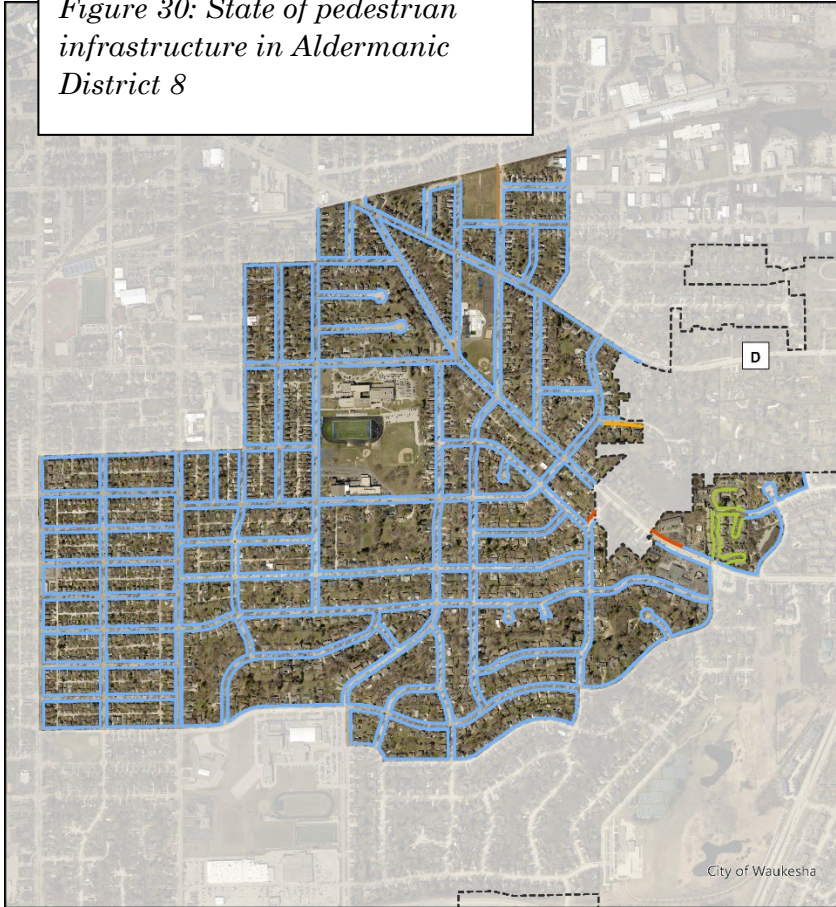 Figure 30: State of pedestrian
infrastructure in Aldermanic
District 8
D
City of Waukesha